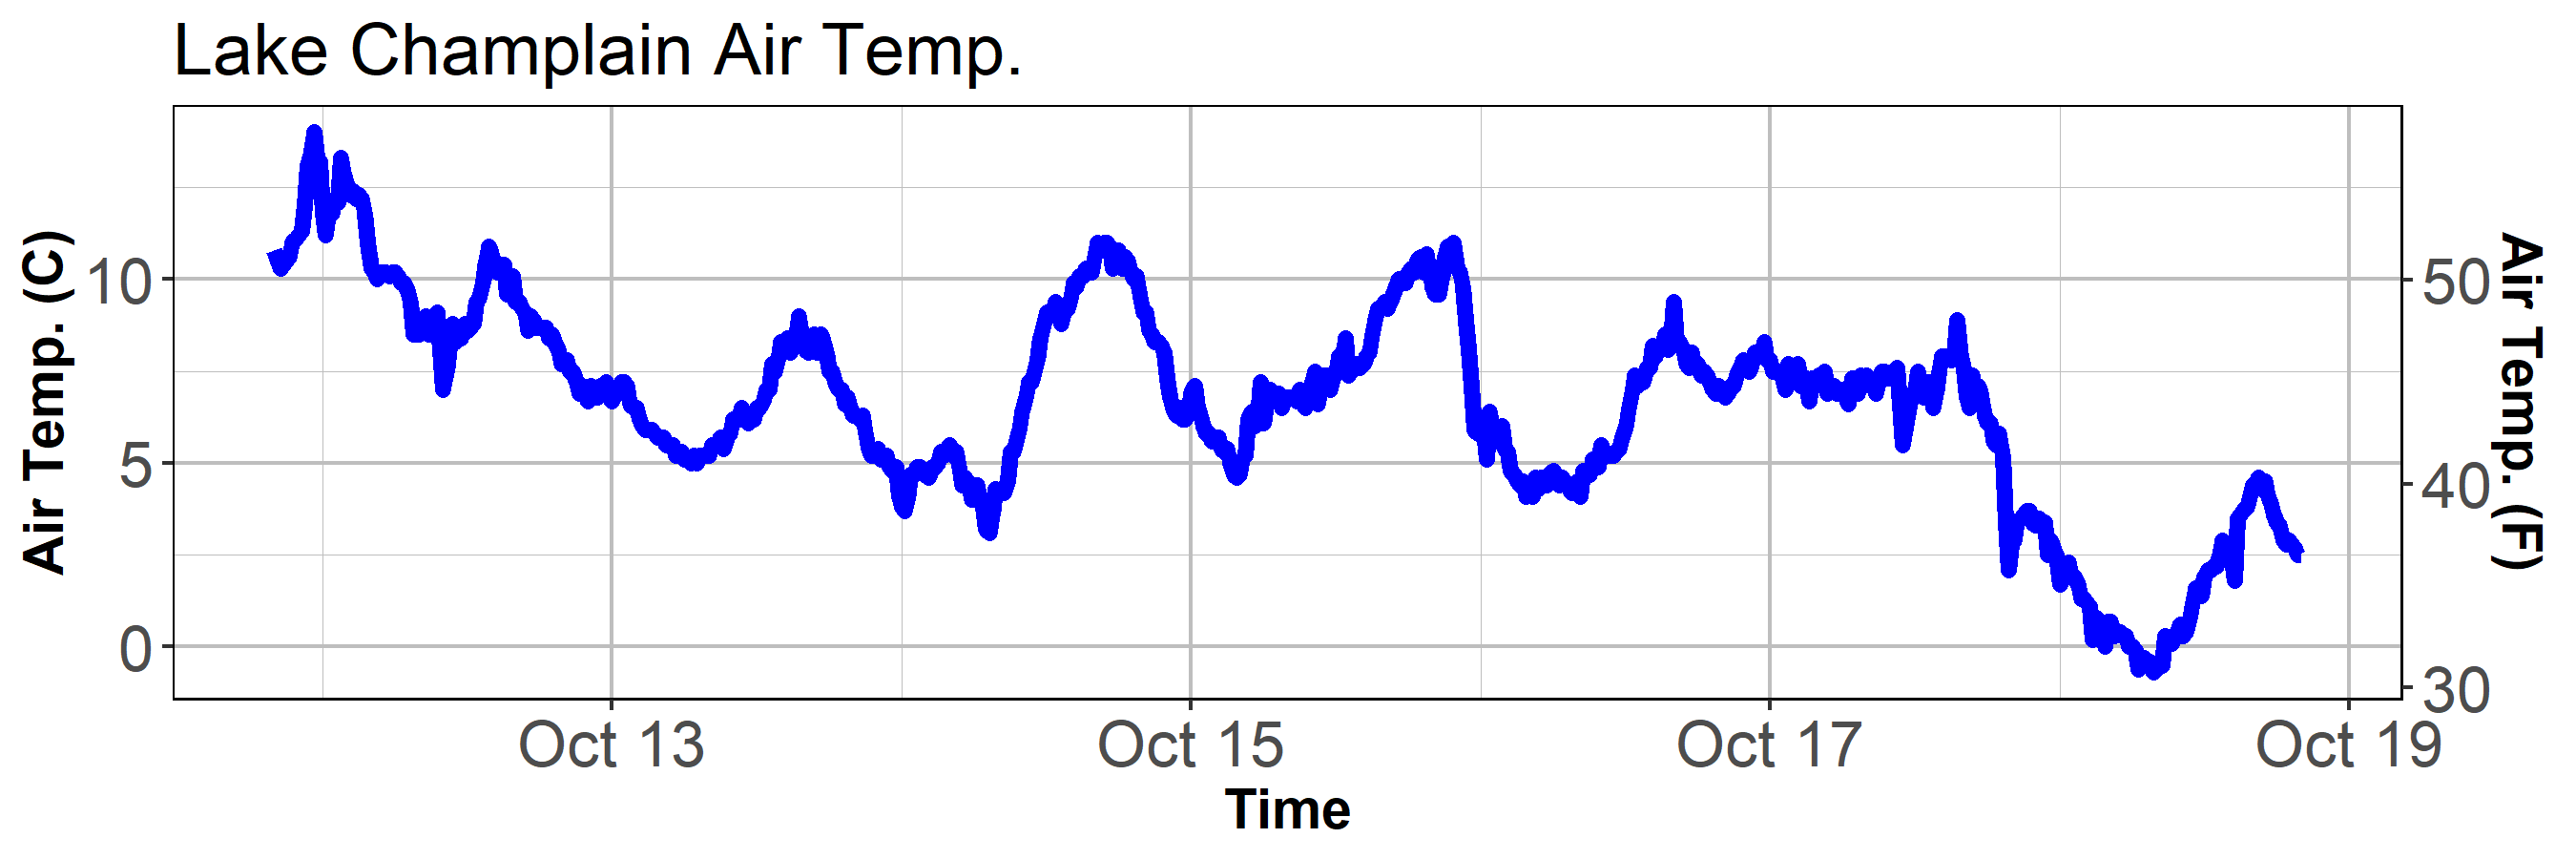 Lake Champlain Air Temp.
Air Temp. (C)
10
5
0
50
40
30
Air Temp. (F)
Oct 13
Oct 15
Oct 17
Oct 19
Time